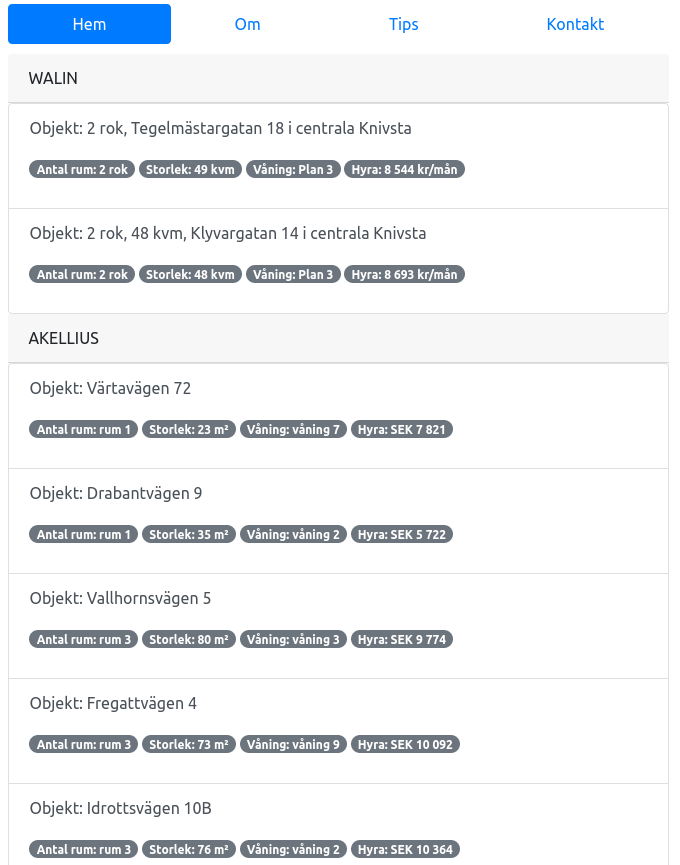 Hem Om Tips Kontakt
WALIN
Objekt: 2 rok, Tegelmästargatan 18 i centrala Knivsta
Antal rum: 2 rok Storlek: 49 kvm Våning: Plan 3 Hyra: 8 544 kr/mån
Objekt: 2 rok, 48 kvm, Klyvargatan 14 i centrala Knivsta
Antal rum: 2 rok Storlek: 48 kvm Våning: Plan 3 Hyra: 8 693 kr/mån
AKELLIUS
Objekt: Värtavägen 72
Antal rum: rum 1 Storlek: 23 m² Våning: våning 7 Hyra: SEK 7 821
Objekt: Drabantvägen 9
Antal rum: rum 1 Storlek: 35 m² Våning: våning 2 Hyra: SEK 5 722
Objekt: Vallhornsvägen 5
Antal rum: rum 3 Storlek: 80 m² Våning: våning 3 Hyra: SEK 9 774
Objekt: Fregattvägen 4
Antal rum: rum 3 Storlek: 73 m² Våning: våning 9 Hyra: SEK 10 092
Objekt: Idrottsvägen 10B
Antal rum: rum 3 Storlek: 76 m² Våning: våning 2 Hyra: SEK 10 364